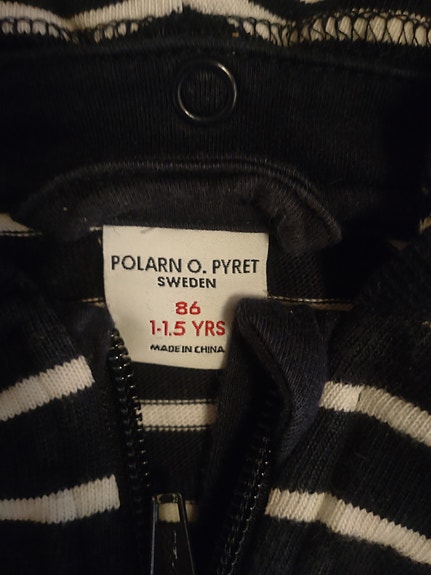 POLARN O. PYRET
SWEDEN
86
1-1.5 YRS
MADE IN CHINA